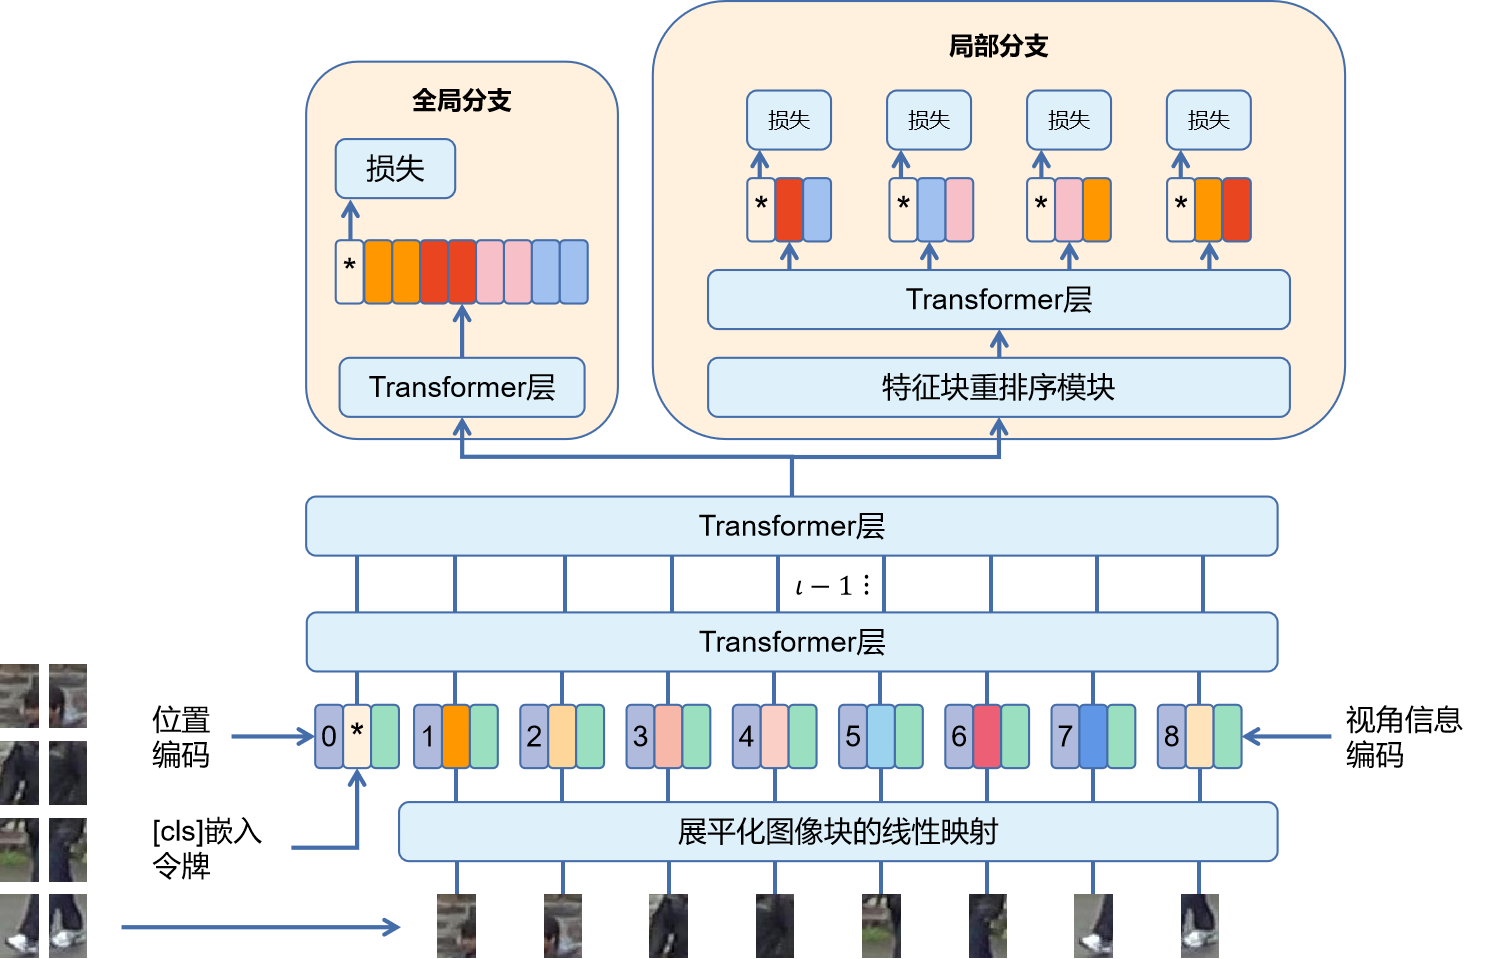 局部分支
全局分支
损失
损失
损失
损失
损失
*
*
*
*
*
Transformer层
Transformer层
特征块重排序模块
Transformer层
ι − 1 ⋮
Transformer层
位置
编码
0 * 1 2 3 4 5 6 7 8
视角信息
编码
[cls]嵌入
令牌
展平化图像块的线性映射